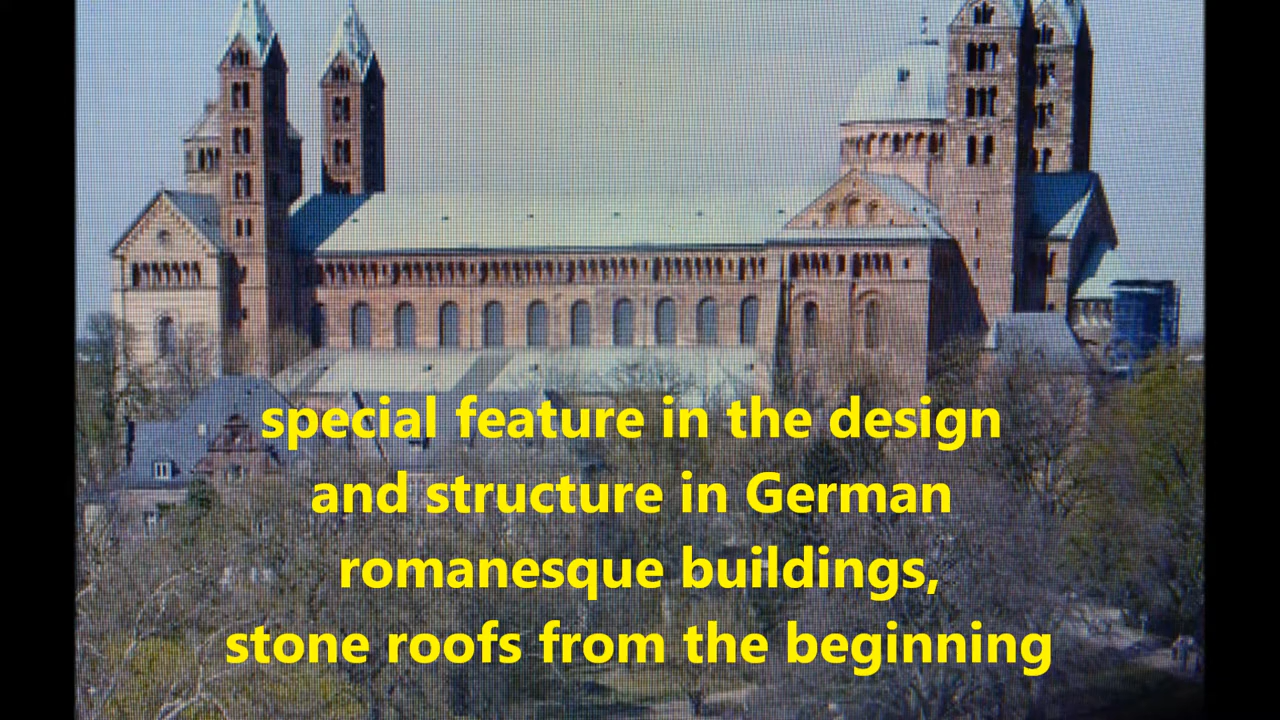 special feature in the design
and structure in German
romanesque buildings,
stone roofs from the beginning